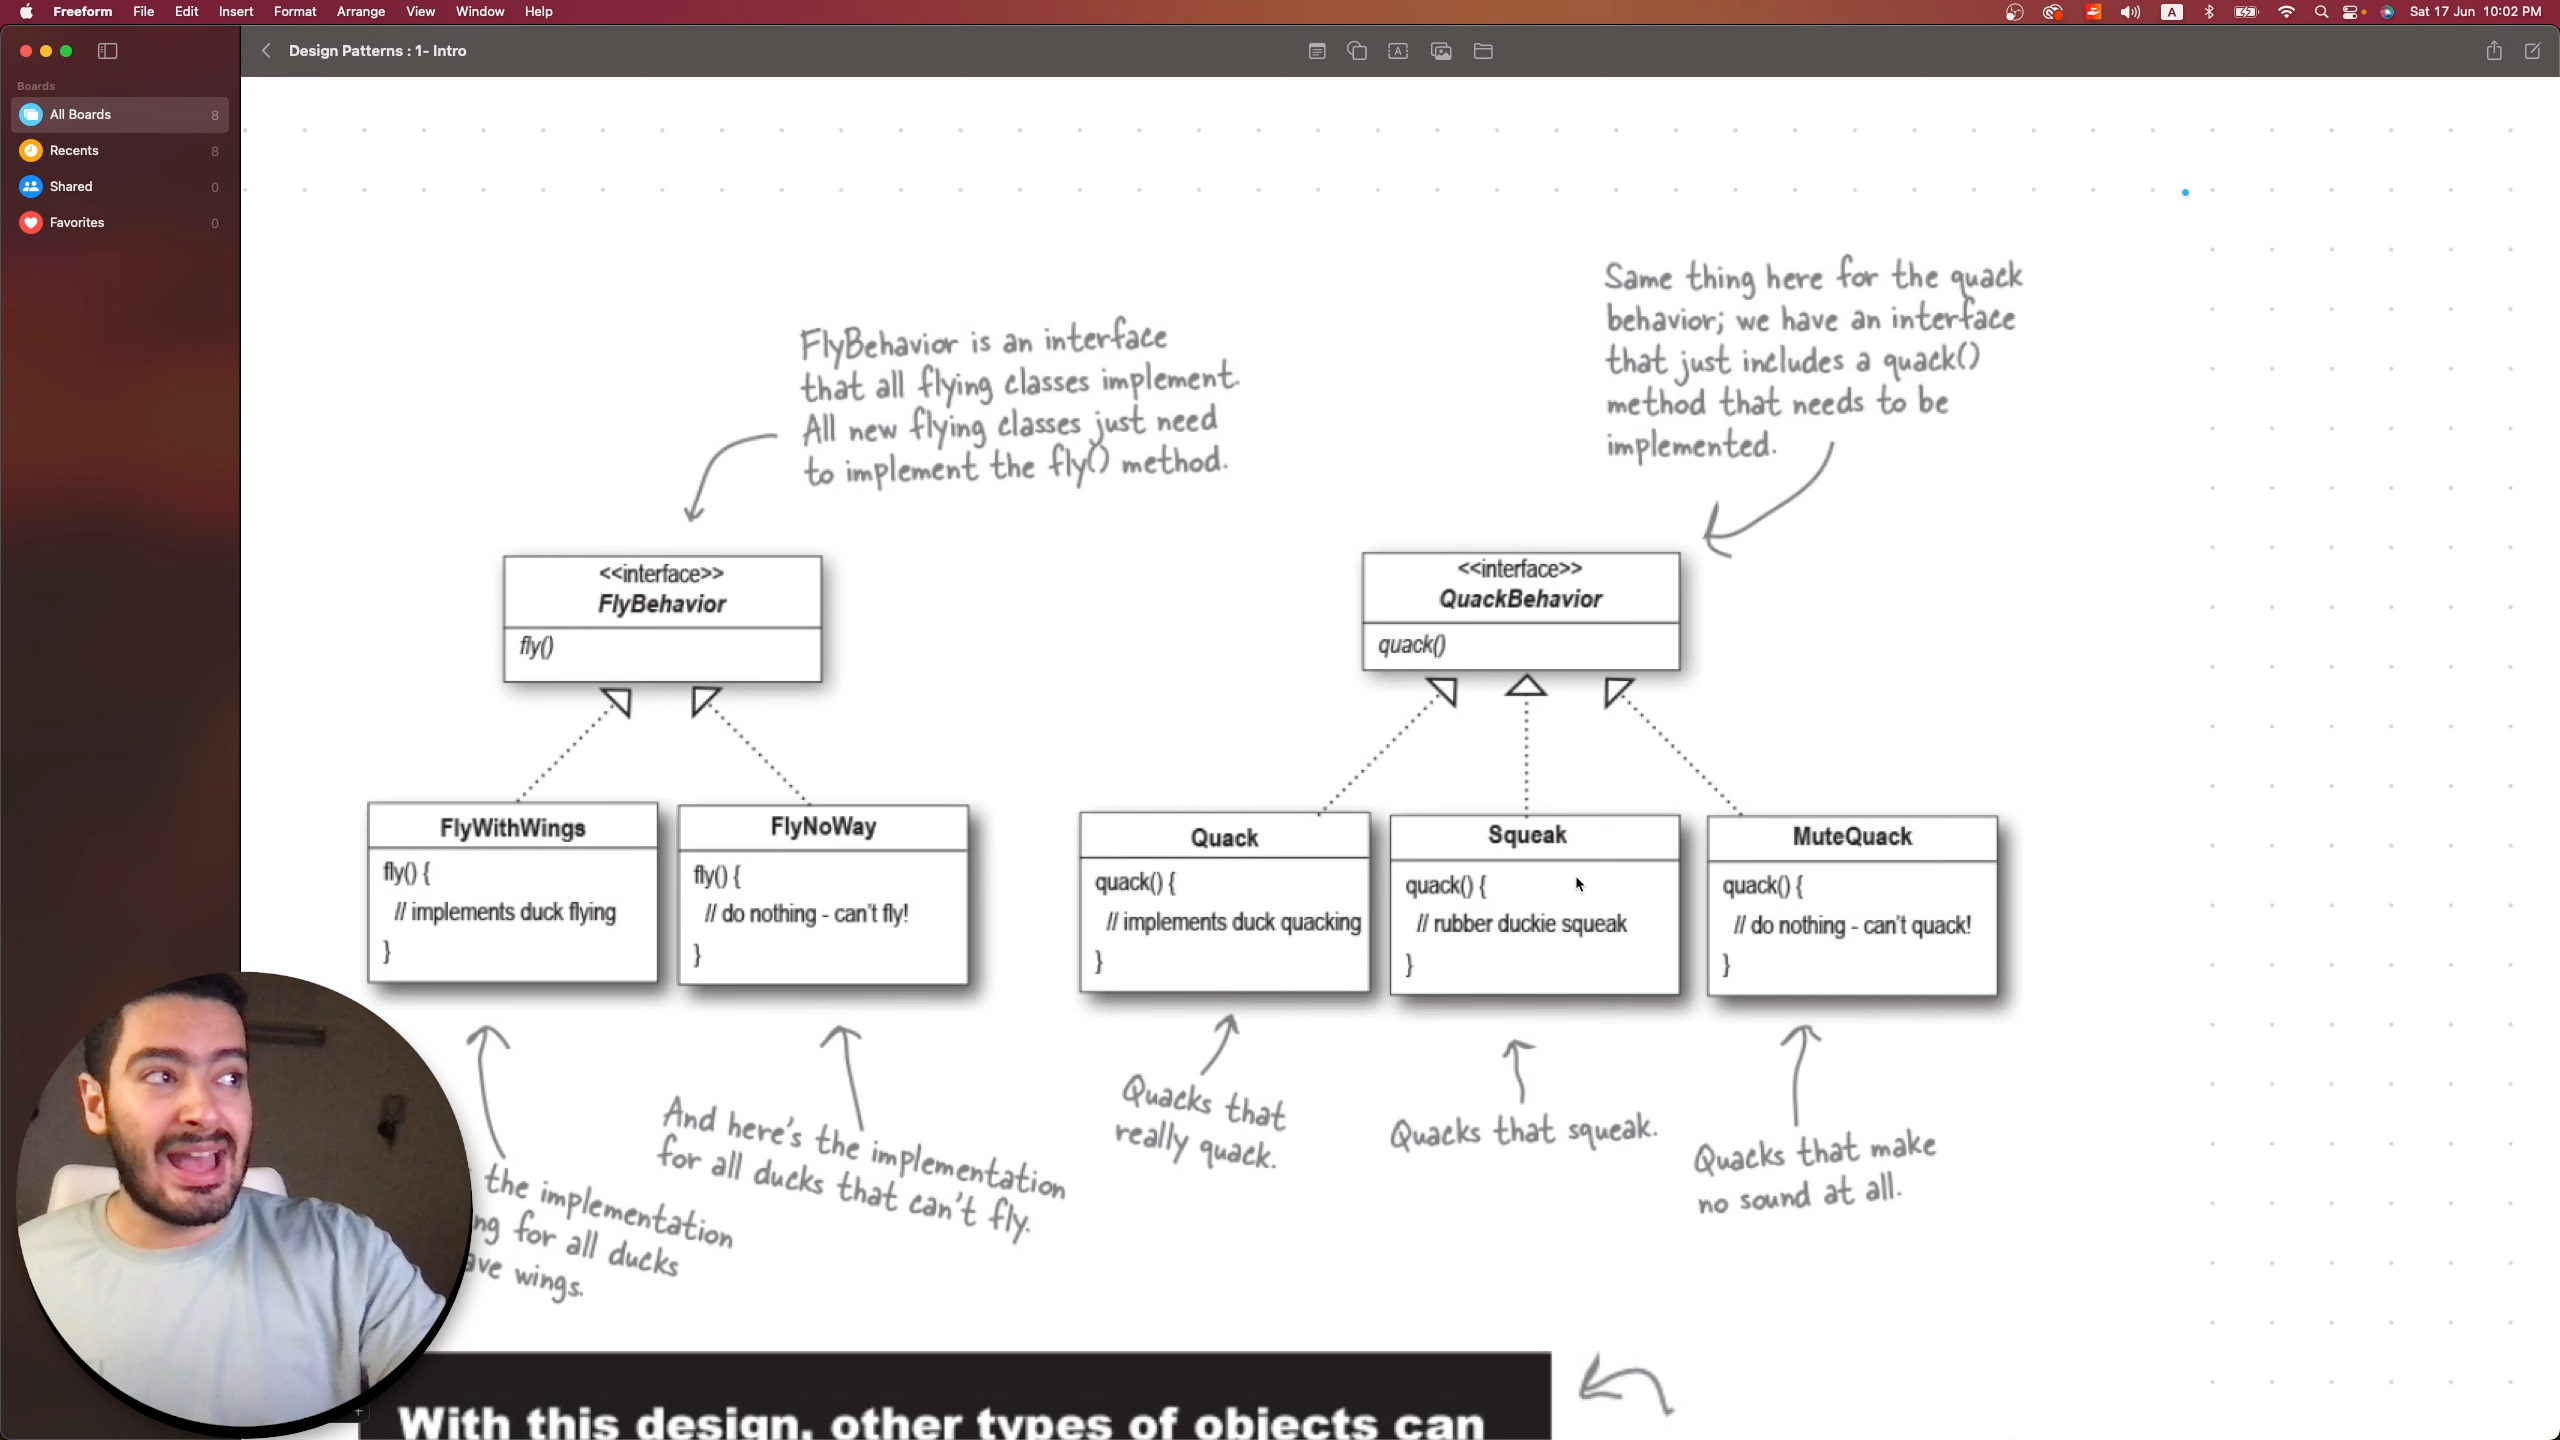 Freeform File Edit Insert Format Arrange View Window Help
A
Sat 17 Jun 10:02 PM
Design Patterns : 1- Intro
A
Boards
All Boards 8
Recents 8
Shared 0
Favorites 0
FlyBehavior is an interface
that all flying classes implement.
All new flying classes just need
to implement the fly() method.
Same thing here for the quack
behavior; we have an interface
that just includes a quack()
method that needs to be
implemented.
<<interface>>
FlyBehavior
fly()
<<interface>>
QuackBehavior
quack()
FlyWithWings
fly() {
// implements duck flying
}
FlyNoWay
fly() {
// do nothing - can't fly!
}
Quack
quack() {
// implements duck quacking
}
Squeak
quack() {
// rubber duckie squeak
}
MuteQuack
quack() {
// do nothing - can't quack!
}
the implementation
ng for all ducks
ave wings.
And here's the implementation
for all ducks that can't fly.
Quacks that
really quack.
Quacks that squeak.
Quacks that make
no sound at all.
With this design, other types of objects can